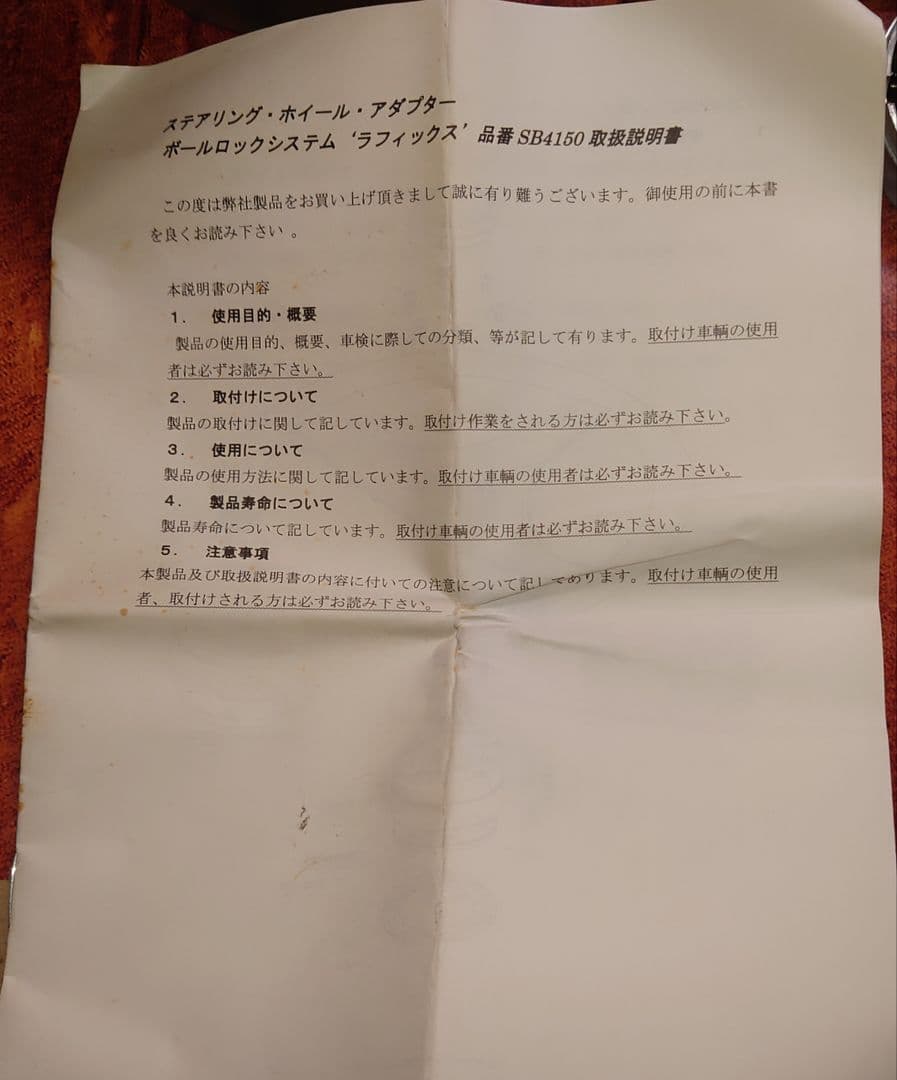 ステアリング・ホイール・アダプター
ボールロックシステム‘ラフィックス’品番SB4150取扱説明書
この度は弊社製品をお買い上げ頂きまして誠に有り難うございます。御使用の前に本書
を良くお読み下さい 。
本説明書の内容
１． 使用目的・概要
製品の使用目的、概要、車検に際しての分類、等が記して有ります。取付け車輌の使用
者は必ずお読み下さい。
２． 取付けについて
製品の取付けに関して記しています。取付け作業をされる方は必ずお読み下さい。
３． 使用について
製品の使用方法に関して記しています。取付け車輌の使用者は必ずお読み下さい。
４． 製品寿命について
製品寿命について記しています。取付け車輌の使用者は必ずお読み下さい。
５． 注意事項
本製品及び取扱説明書の内容に付いての注意について記してあります。取付け車輌の使用
者、取付けされる方は必ずお読み下さい。